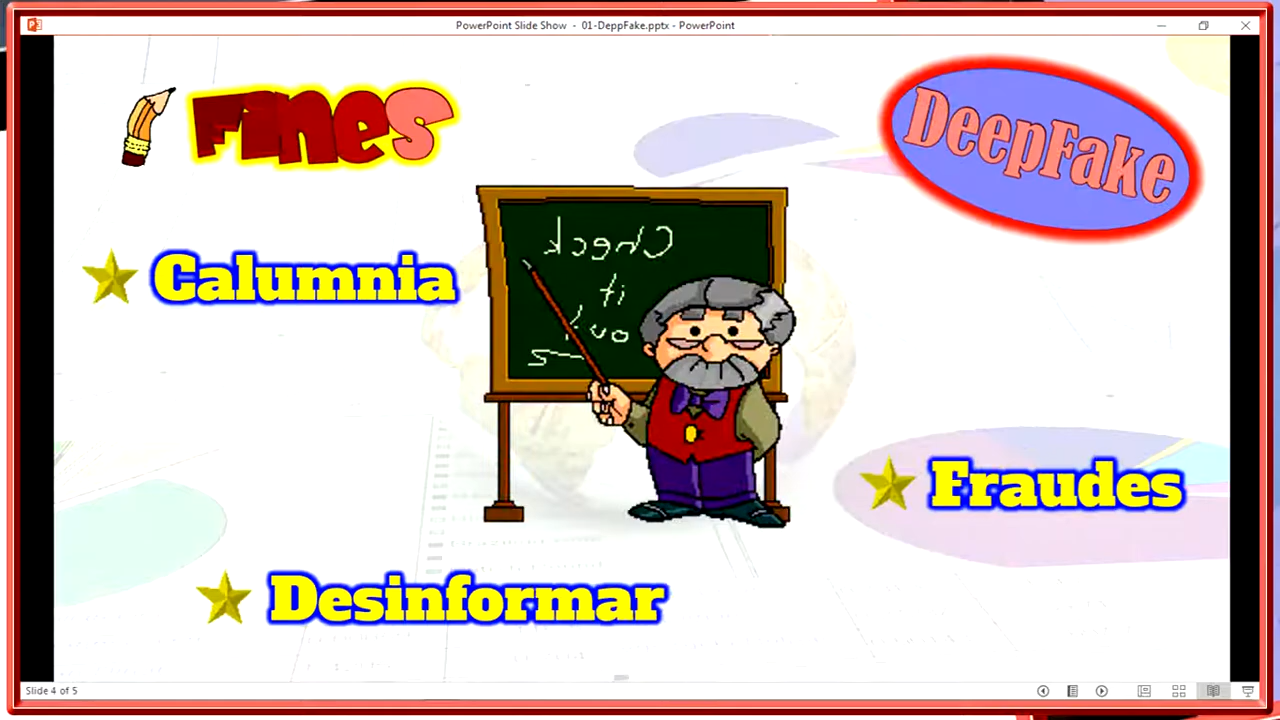 PowerPoint Slide Show - 01-DeppFake.pptx - PowerPoint
Fines
DeepFake
Check
it
out!
Calumnia
Fraudes
Desinformar
Slide 4 of 5